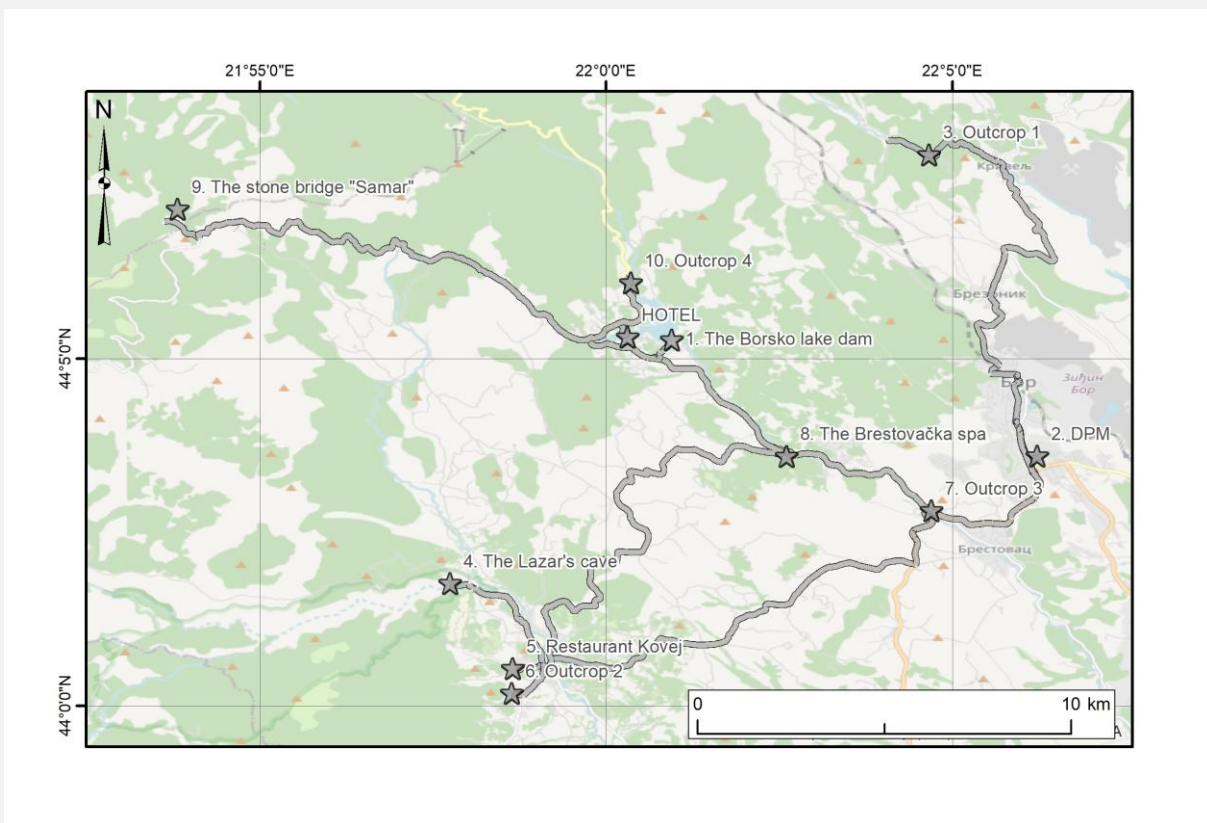 21°55'0"E
22°0'0"E
22°5'0"E
N
3. Outcrop 1
Кривељ
9. The stone bridge "Samar"
10. Outcrop 4
Брезоник
HOTEL
1. The Borsko lake dam
44°5'0"N
Бор
Зиђин
Бор
8. The Brestovačka spa
2. DPM
7. Outcrop 3
Брестовац
4. The Lazar's cave
5. Restaurant Kovej
6. Outcrop 2
44°0'0"N
0
10 km
A